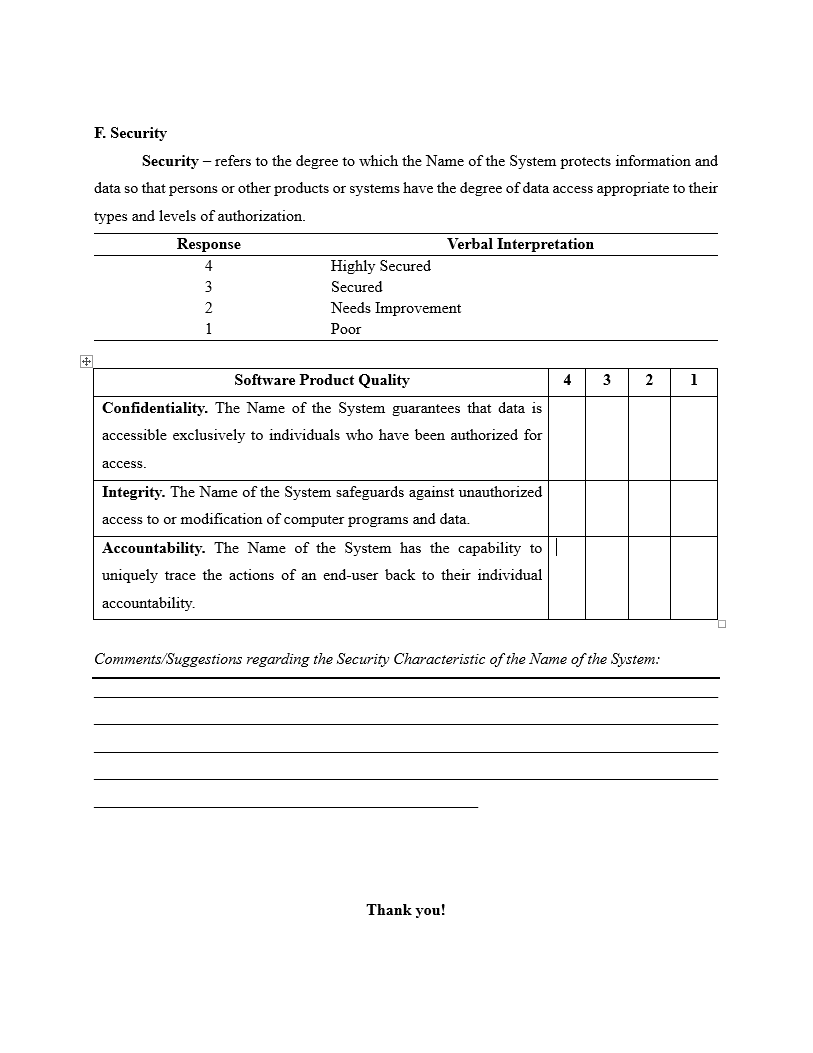 F. Security
Security – refers to the degree to which the Name of the System protects information and
data so that persons or other products or systems have the degree of data access appropriate to their
types and levels of authorization.
Response Verbal Interpretation
4 Highly Secured
3 Secured
2 Needs Improvement
1 Poor
Software Product Quality 4 3 2 1
Confidentiality. The Name of the System guarantees that data is
accessible exclusively to individuals who have been authorized for
access.
Integrity. The Name of the System safeguards against unauthorized
access to or modification of computer programs and data.
Accountability. The Name of the System has the capability to
uniquely trace the actions of an end-user back to their individual
accountability.
Comments/Suggestions regarding the Security Characteristic of the Name of the System:
Thank you!